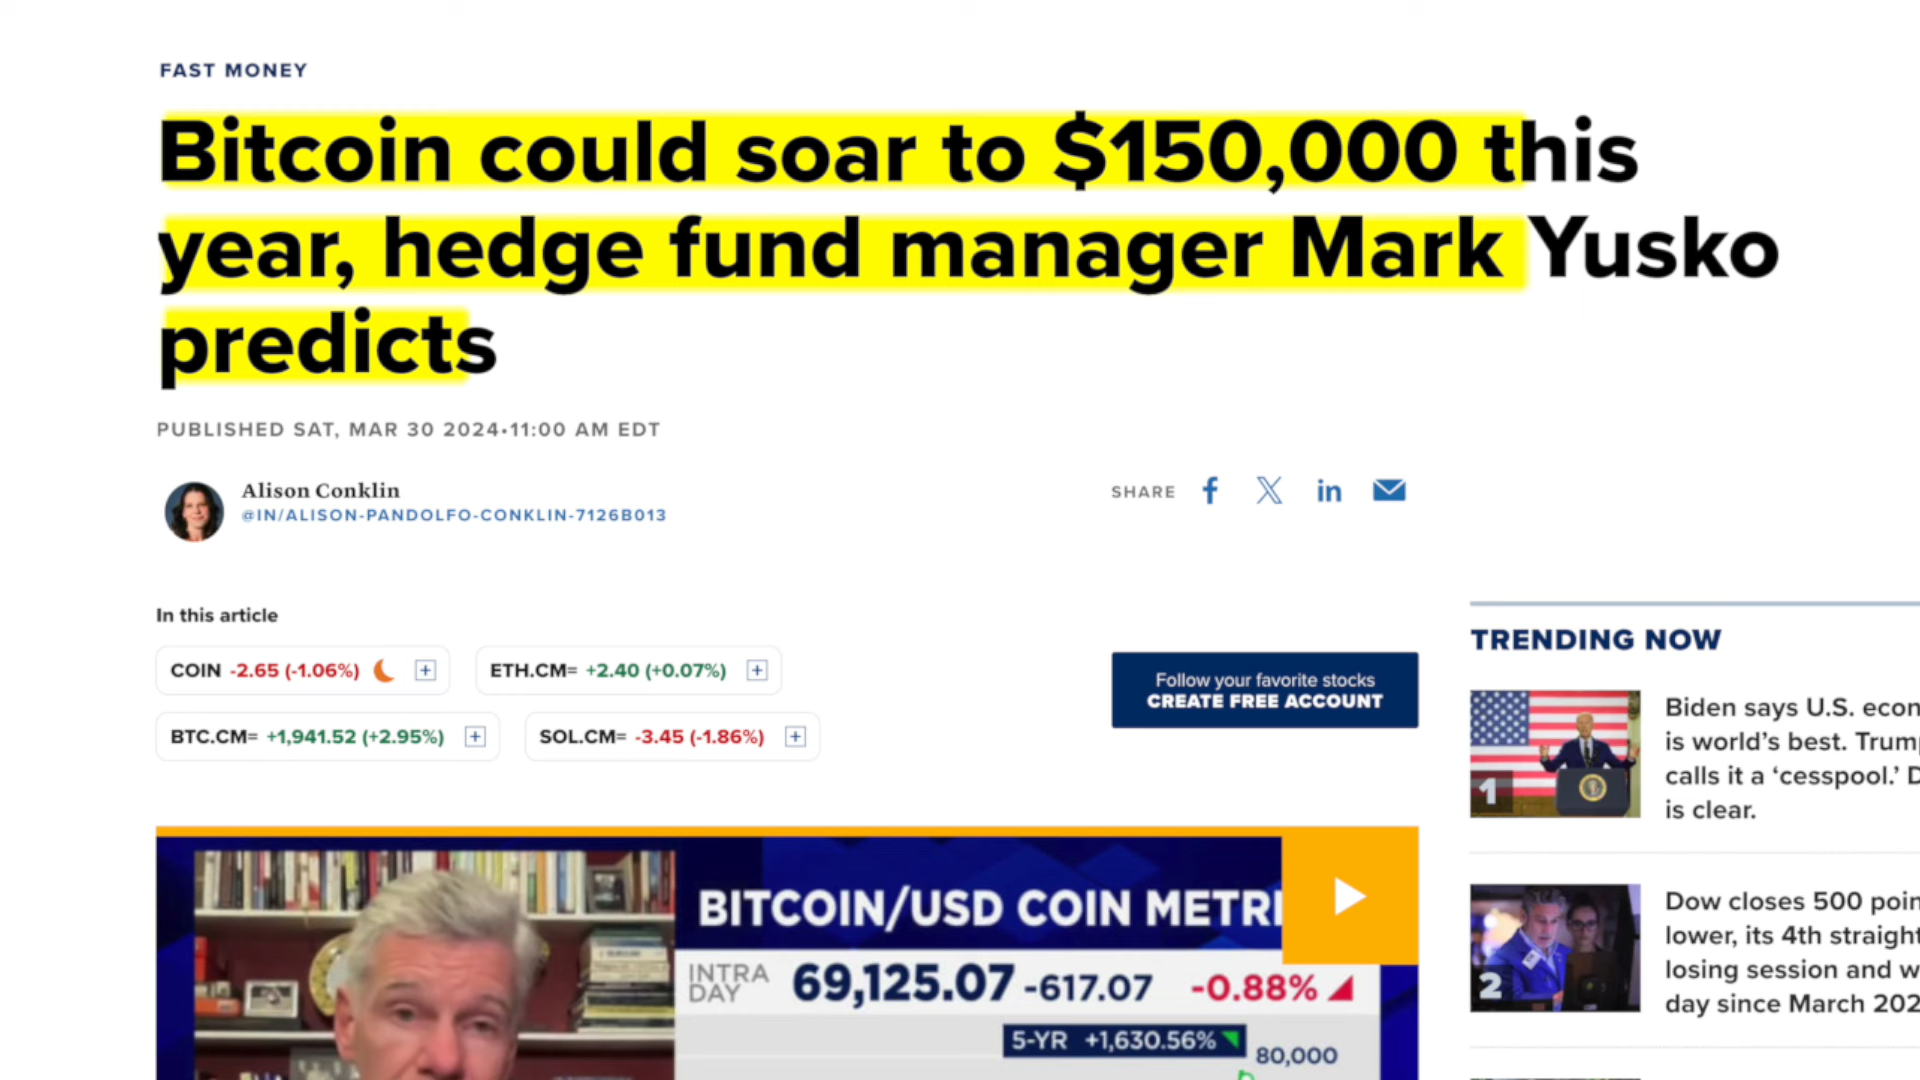 FAST MONEY
Bitcoin could soar to $150,000 this
year, hedge fund manager Mark Yusko
predicts
PUBLISHED SAT, MAR 30 2024•11:00 AM EDT
Alison Conklin
@IN/ALISON-PANDOLFO-CONKLIN-7126B013
SHARE
In this article
COIN -2.65 (-1.06%)
ETH.CM= +2.40 (+0.07%)
BTC.CM= +1,941.52 (+2.95%)
SOL.CM= -3.45 (-1.86%)
Follow your favorite stocks
CREATE FREE ACCOUNT
BITCOIN/USD COIN METRI
INTRA
DAY
69,125.07 -617.07 -0.88%
5-YR +1,630.56%
80,000
TRENDING NOW
1
Biden says U.S. econ
is world’s best. Trump
calls it a ‘cesspool.’ D
is clear.
2
Dow closes 500 poin
lower, its 4th straight
losing session and w
day since March 202